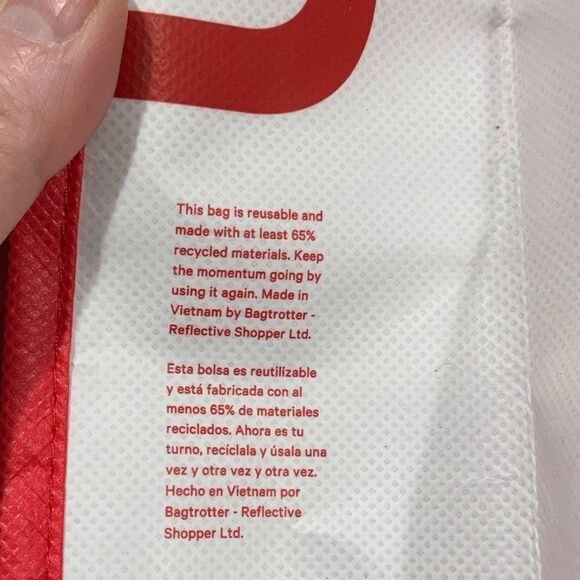 This bag is reusable and
made with at least 65%
recycled materials. Keep
the momentum going by
using it again. Made in
Vietnam by Bagtrotter -
Reflective Shopper Ltd.
Esta bolsa es reutilizable
y está fabricada con al
menos 65% de materiales
reciclados. Ahora es tu
turno, recíclala y úsala una
vez y otra vez y otra vez.
Hecho en Vietnam por
Bagtrotter - Reflective
Shopper Ltd.